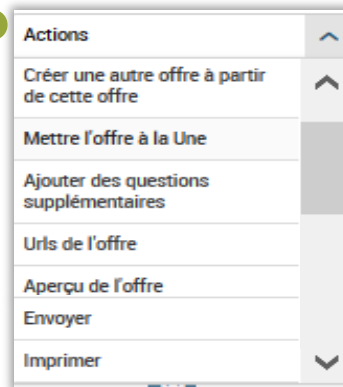 Actions
Créer une autre offre à partir
de cette offre
Mettre l'offre à la Une
Ajouter des questions
supplémentaires
Urls de l'offre
Aperçu de l'offre
Envoyer
Imprimer